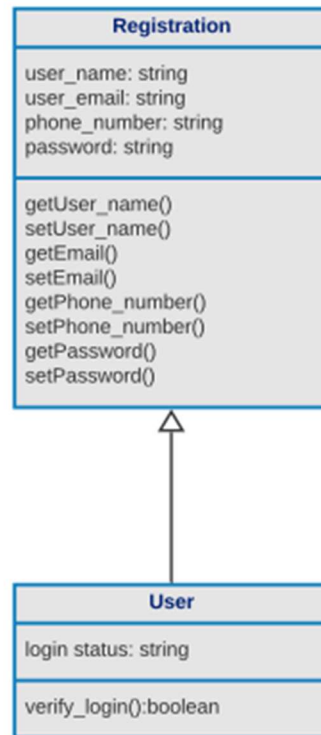 Registration
user_name: string
user_email: string
phone_number: string
password: string
getUser_name()
setUser_name()
getEmail()
setEmail()
getPhone_number()
setPhone_number()
getPassword()
setPassword()
User
login status: string
verify_login():boolean